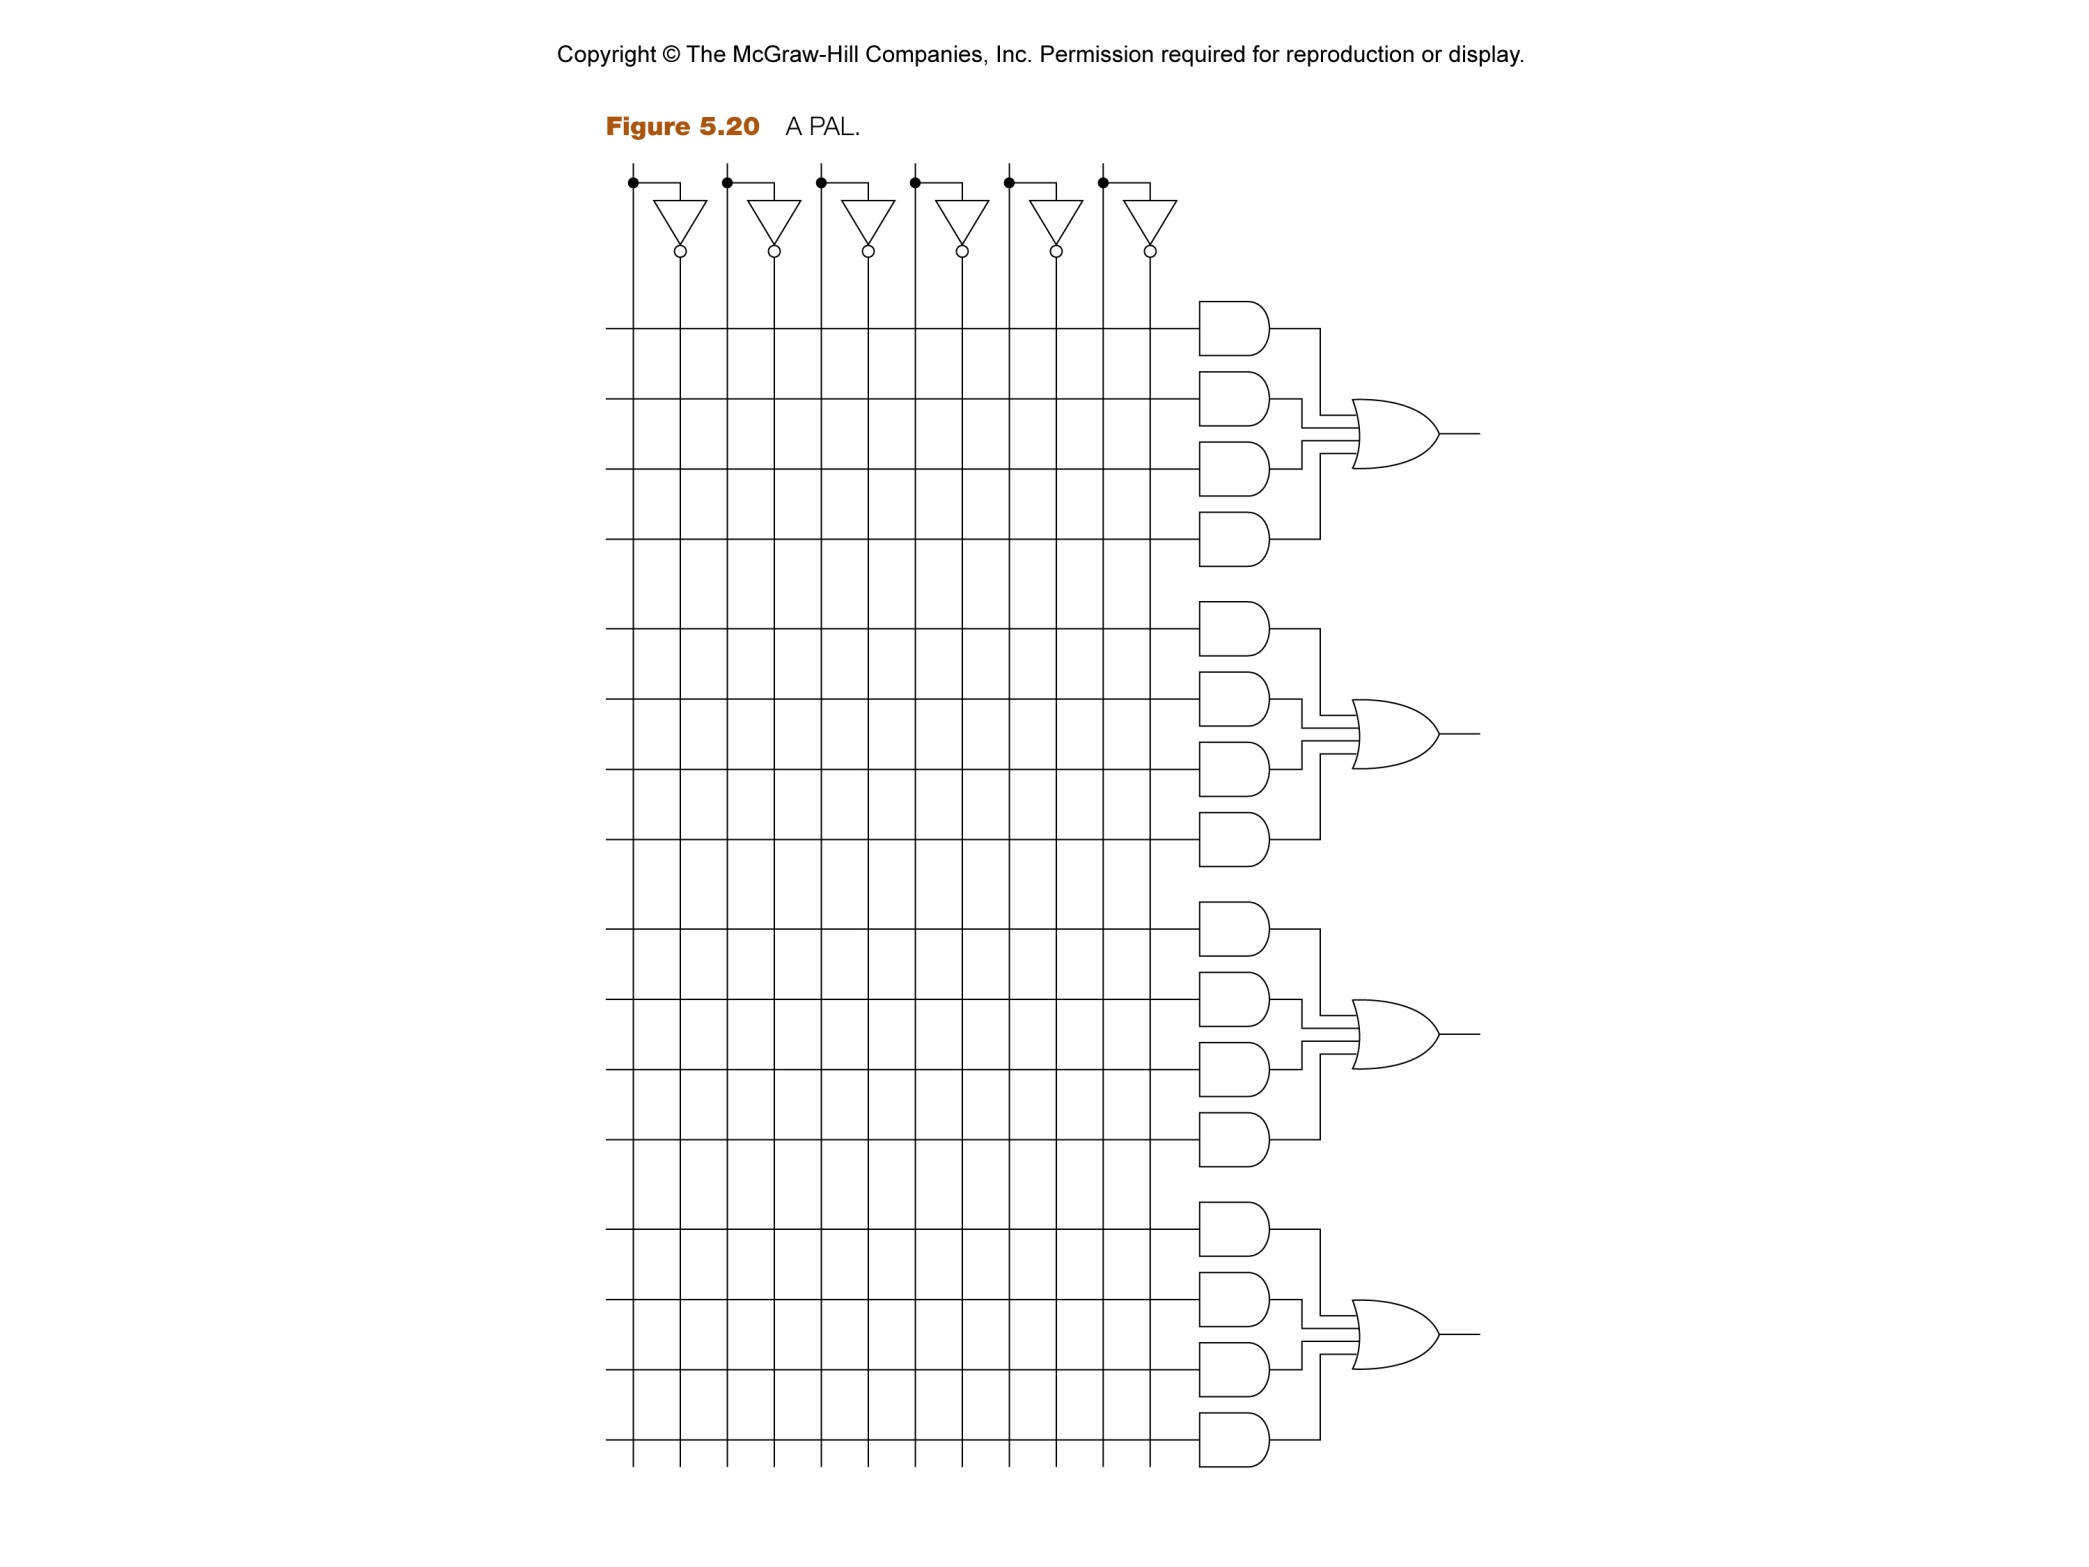 Copyright © The McGraw-Hill Companies, Inc. Permission required for reproduction or display.
Figure 5.20 A PAL.